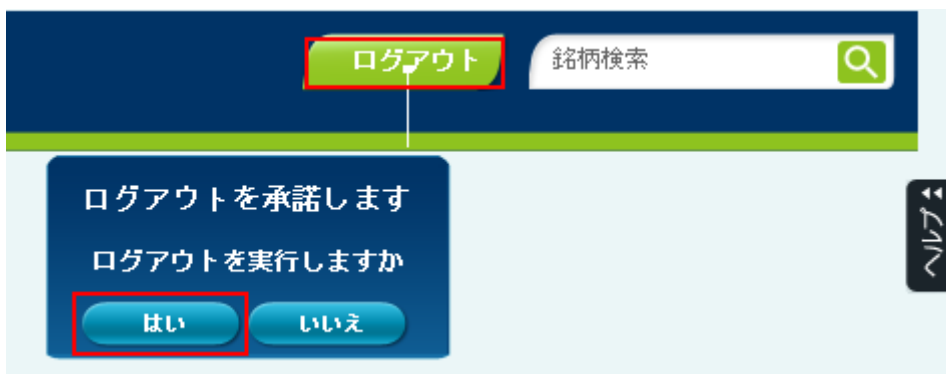 ログアウト
銘柄検索
ログアウトを承諾します
ログアウトを実行しますか
はい
いいえ
ヘルプ